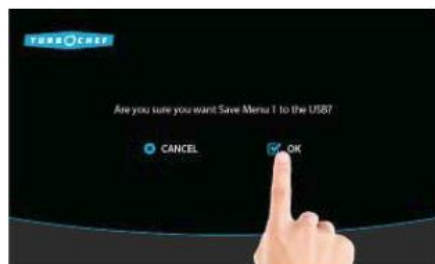 TURBOCHEF
Are you sure you want Save Menu 1 to the USB?
CANCEL
OK